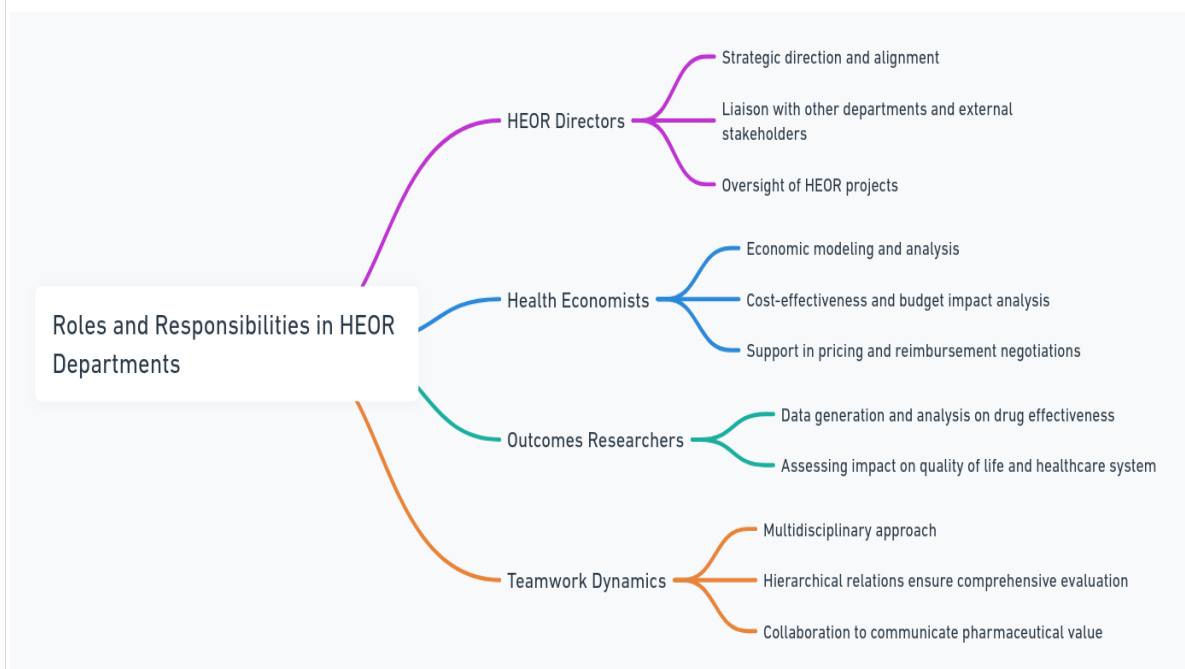 Roles and Responsibilities in HEOR
Departments
HEOR Directors
Strategic direction and alignment
Liaison with other departments and external
stakeholders
Oversight of HEOR projects
Health Economists
Economic modeling and analysis
Cost-effectiveness and budget impact analysis
Support in pricing and reimbursement negotiations
Outcomes Researchers
Data generation and analysis on drug effectiveness
Assessing impact on quality of life and healthcare system
Teamwork Dynamics
Multidisciplinary approach
Hierarchical relations ensure comprehensive evaluation
Collaboration to communicate pharmaceutical value